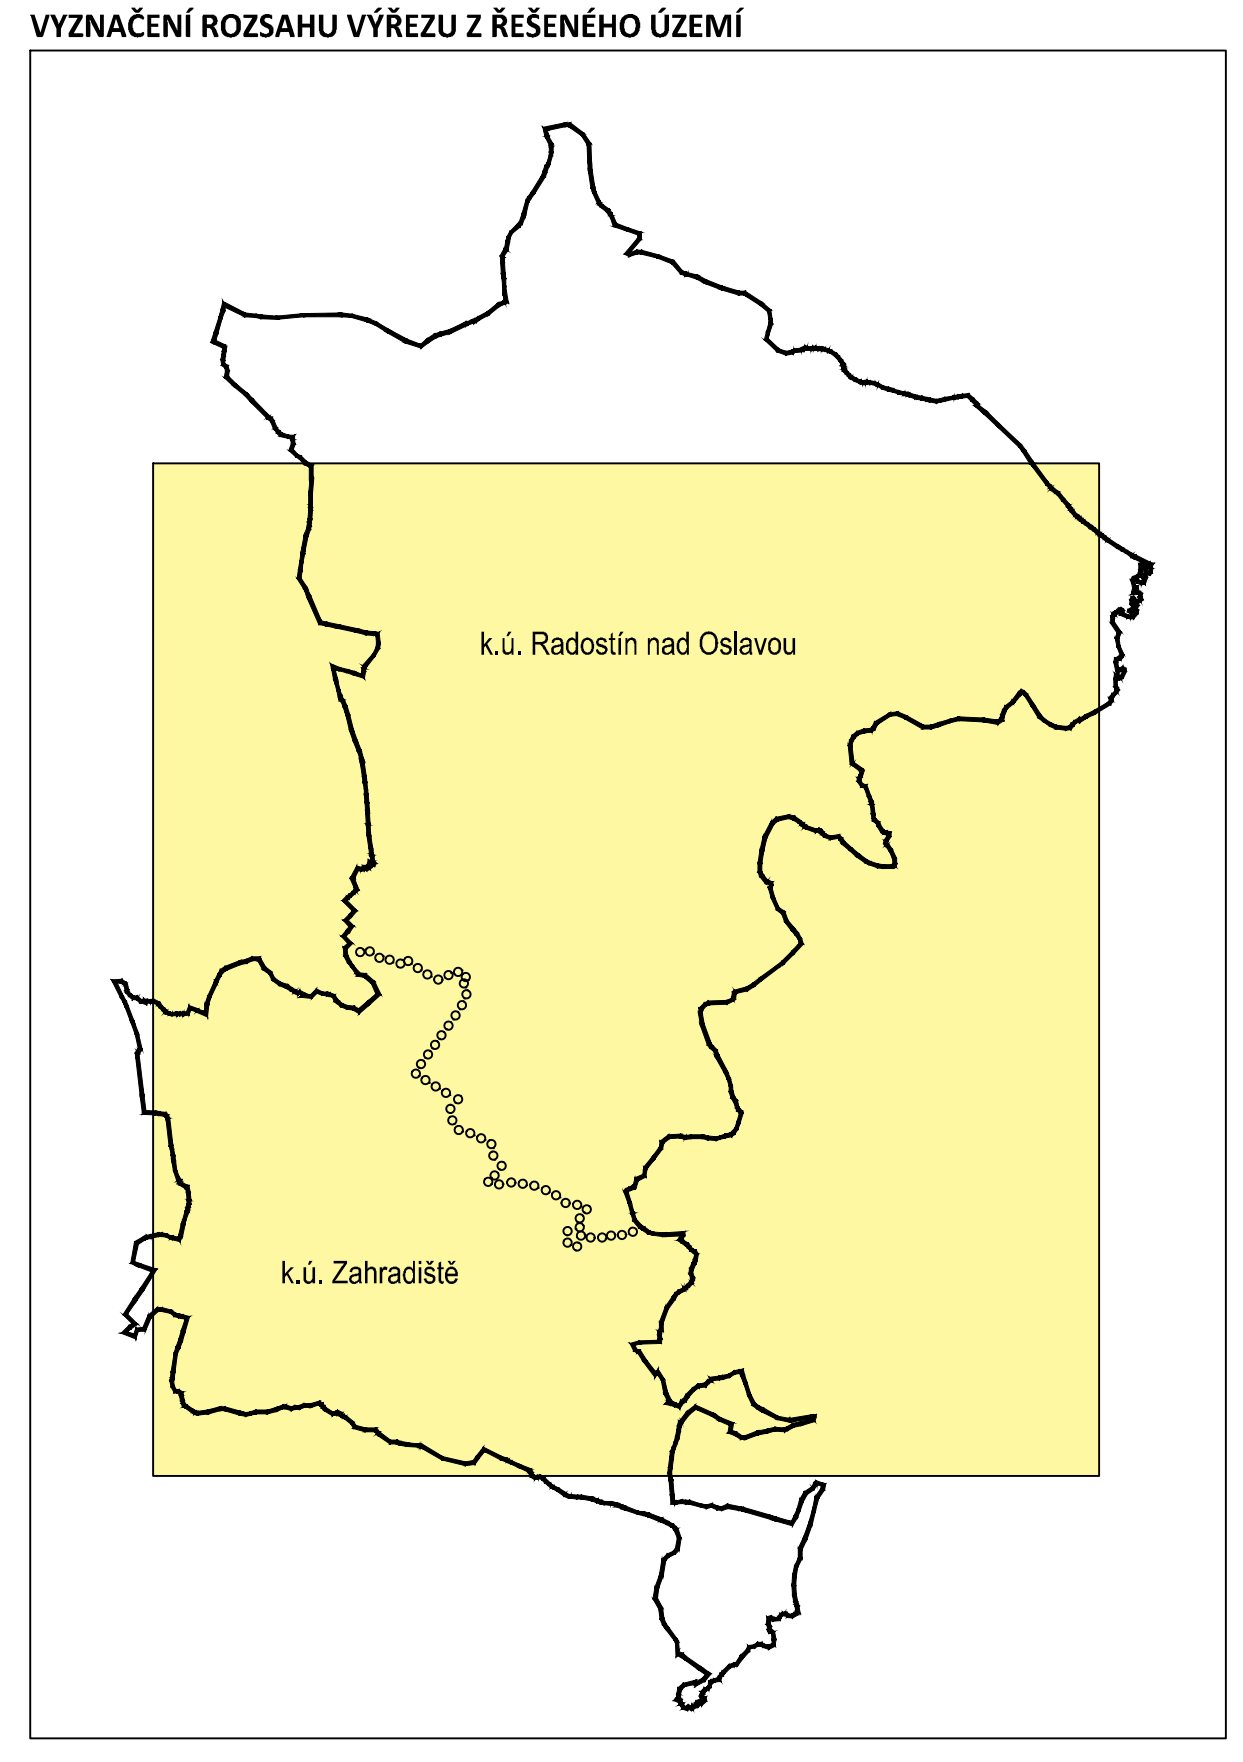 VYZNAČENÍ ROZSAHU VÝŘEZU Z ŘEŠENÉHO ÚZEMÍ
k.ú. Radostín nad Oslavou
k.ú. Zahradiště